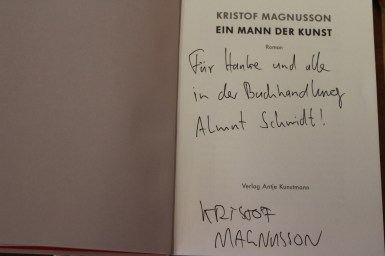 KRISTOF MAGNUSSON
EIN MANN DER KUNST
Roman
Für Hauke und alle
in der Buchhandlung
Almut Schmidt!
Verlag Antje Kunstmann
KRISTOF
MAGNUSSON